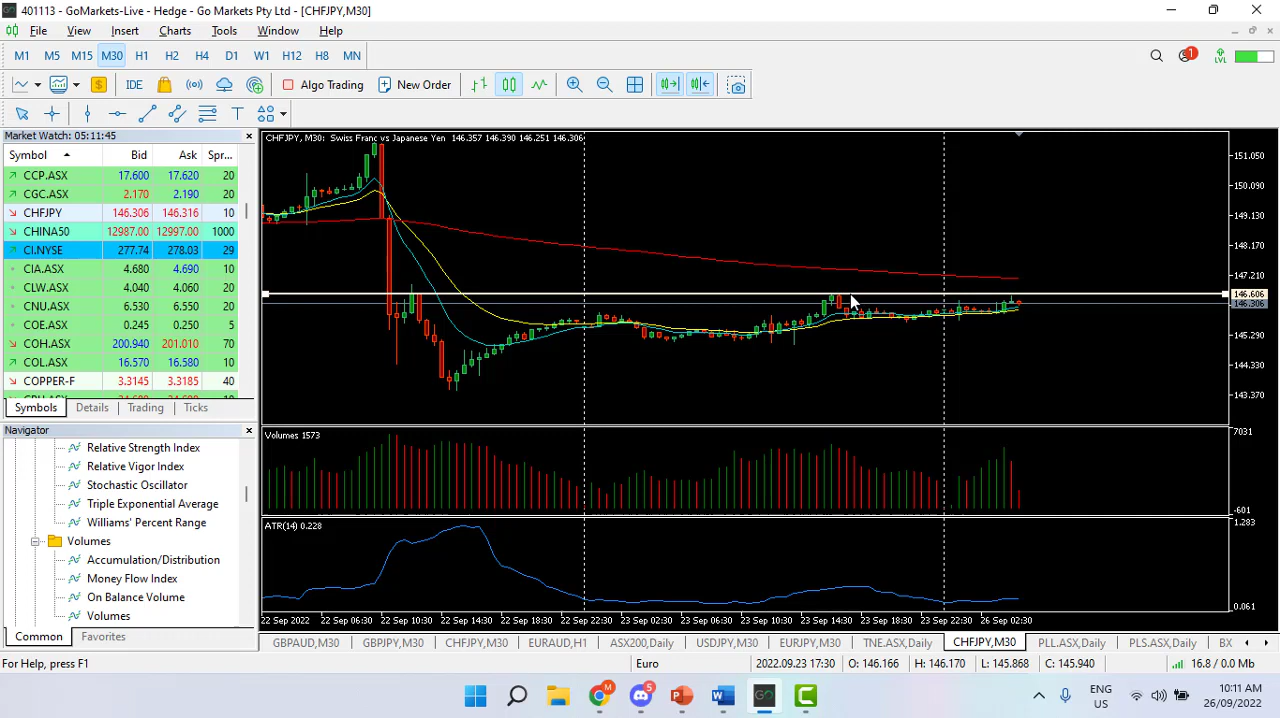 401113 - GoMarkets-Live - Hedge - Go Markets Pty Ltd - [CHFJPY,M30]
File View Insert Charts Tools Window Help
M1 M5 M15 M30 H1 H2 H4 D1 W1 H12 H8 MN
1 LVL
IDE Algo Trading New Order
Market Watch: 05:11:45
Symbol Bid Ask Spr...
CCP.ASX 17.600 17.620 20
CGC.ASX 2.170 2.190 20
CHFJPY 146.306 146.316 10
CHINA50 12987.00 12997.00 1000
CI.NYSE 277.74 278.03 29
CIA.ASX 4.680 4.690 10
CLW.ASX 4.040 4.060 20
CNU.ASX 6.530 6.550 20
COE.ASX 0.245 0.250 5
COH.ASX 200.940 201.010 70
COL.ASX 16.570 16.580 10
COPPER-F 3.3145 3.3185 40
Symbols Details Trading Ticks
Navigator
Relative Strength Index
Relative Vigor Index
Stochastic Oscillator
Triple Exponential Average
Williams' Percent Range
Volumes
Accumulation/Distribution
Money Flow Index
On Balance Volume
Volumes
Common Favorites
CHFJPY, M30: Swiss Franc vs Japanese Yen 146.357 146.390 146.251 146.306
151.050
150.090
149.130
148.170
147.210
146.606
146.306
145.290
144.330
143.370
Volumes 1573
7031
-601
ATR(14) 0.228
1.283
0.061
22 Sep 2022 22 Sep 06:30 22 Sep 10:30 22 Sep 14:30 22 Sep 18:30 22 Sep 22:30 23 Sep 02:30 23 Sep 06:30 23 Sep 10:30 23 Sep 14:30 23 Sep 18:30 23 Sep 22:30 26 Sep 02:30
GBPAUD,M30 GBPJPY,M30 CHFJPY,M30 EURAUD,H1 ASX200,Daily USDJPY,M30 EURJPY,M30 TNE.ASX,Daily CHFJPY,M30 PLL.ASX,Daily PLS.ASX,Daily BX
For Help, press F1 Euro 2022.09.23 17:30 O: 146.166 H: 146.170 L: 145.868 C: 145.940 16.8 / 0.0 Mb
M 5 P W GO C
ENG
US
10:11 AM
26/09/2022